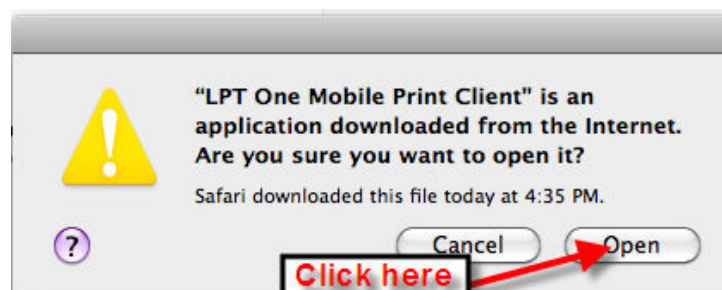 “LPT One Mobile Print Client” is an
application downloaded from the Internet.
Are you sure you want to open it?
Safari downloaded this file today at 4:35 PM.
?
Cancel
Open
Click here